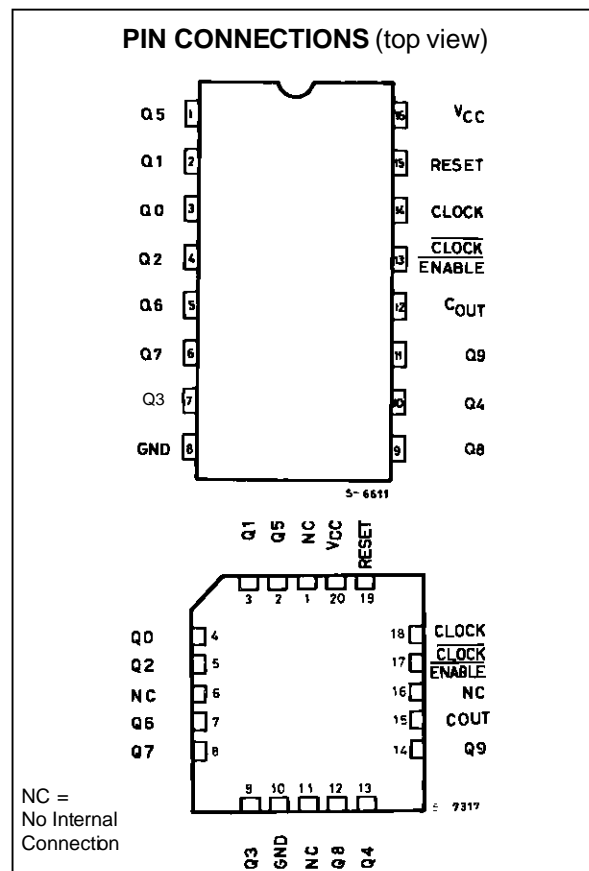 PIN CONNECTIONS (top view)
Q5 1 16 VCC
Q1 2 15 RESET
Q0 3 14 CLOCK
Q2 4 13 CLOCK ENABLE
Q6 5 12 COUT
Q7 6 11 Q9
Q3 7 10 Q4
GND 8 9 Q8
S-6611
Q1 Q5 NC VCC RESET
3 2 1 20 19
Q0 4 18 CLOCK
Q2 5 17 CLOCK ENABLE
NC 6 16 NC
Q6 7 15 COUT
Q7 8 14 Q9
9 10 11 12 13
7317
Q3 GND NC Q8 Q4
NC =
No Internal
Connection